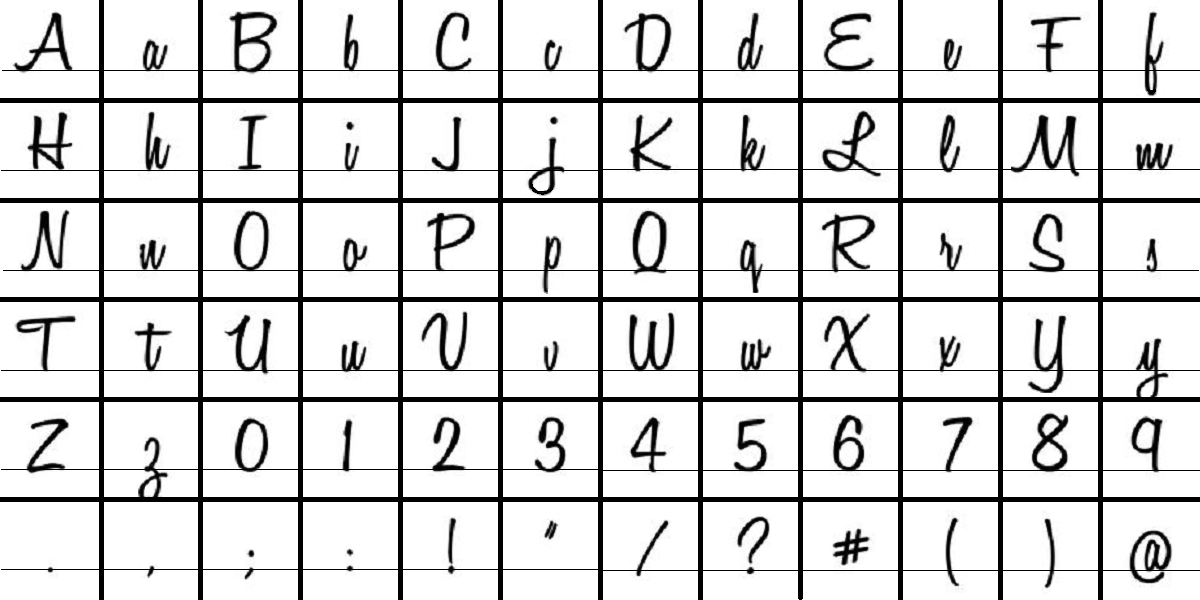 A a B b C c D d E e F f
H h I i J j K k L l M m
N n O o P p Q q R r S s
T t U u V v W w X x Y y
Z z 0 1 2 3 4 5 6 7 8 9
. , ; : ! " / ? # ( ) @